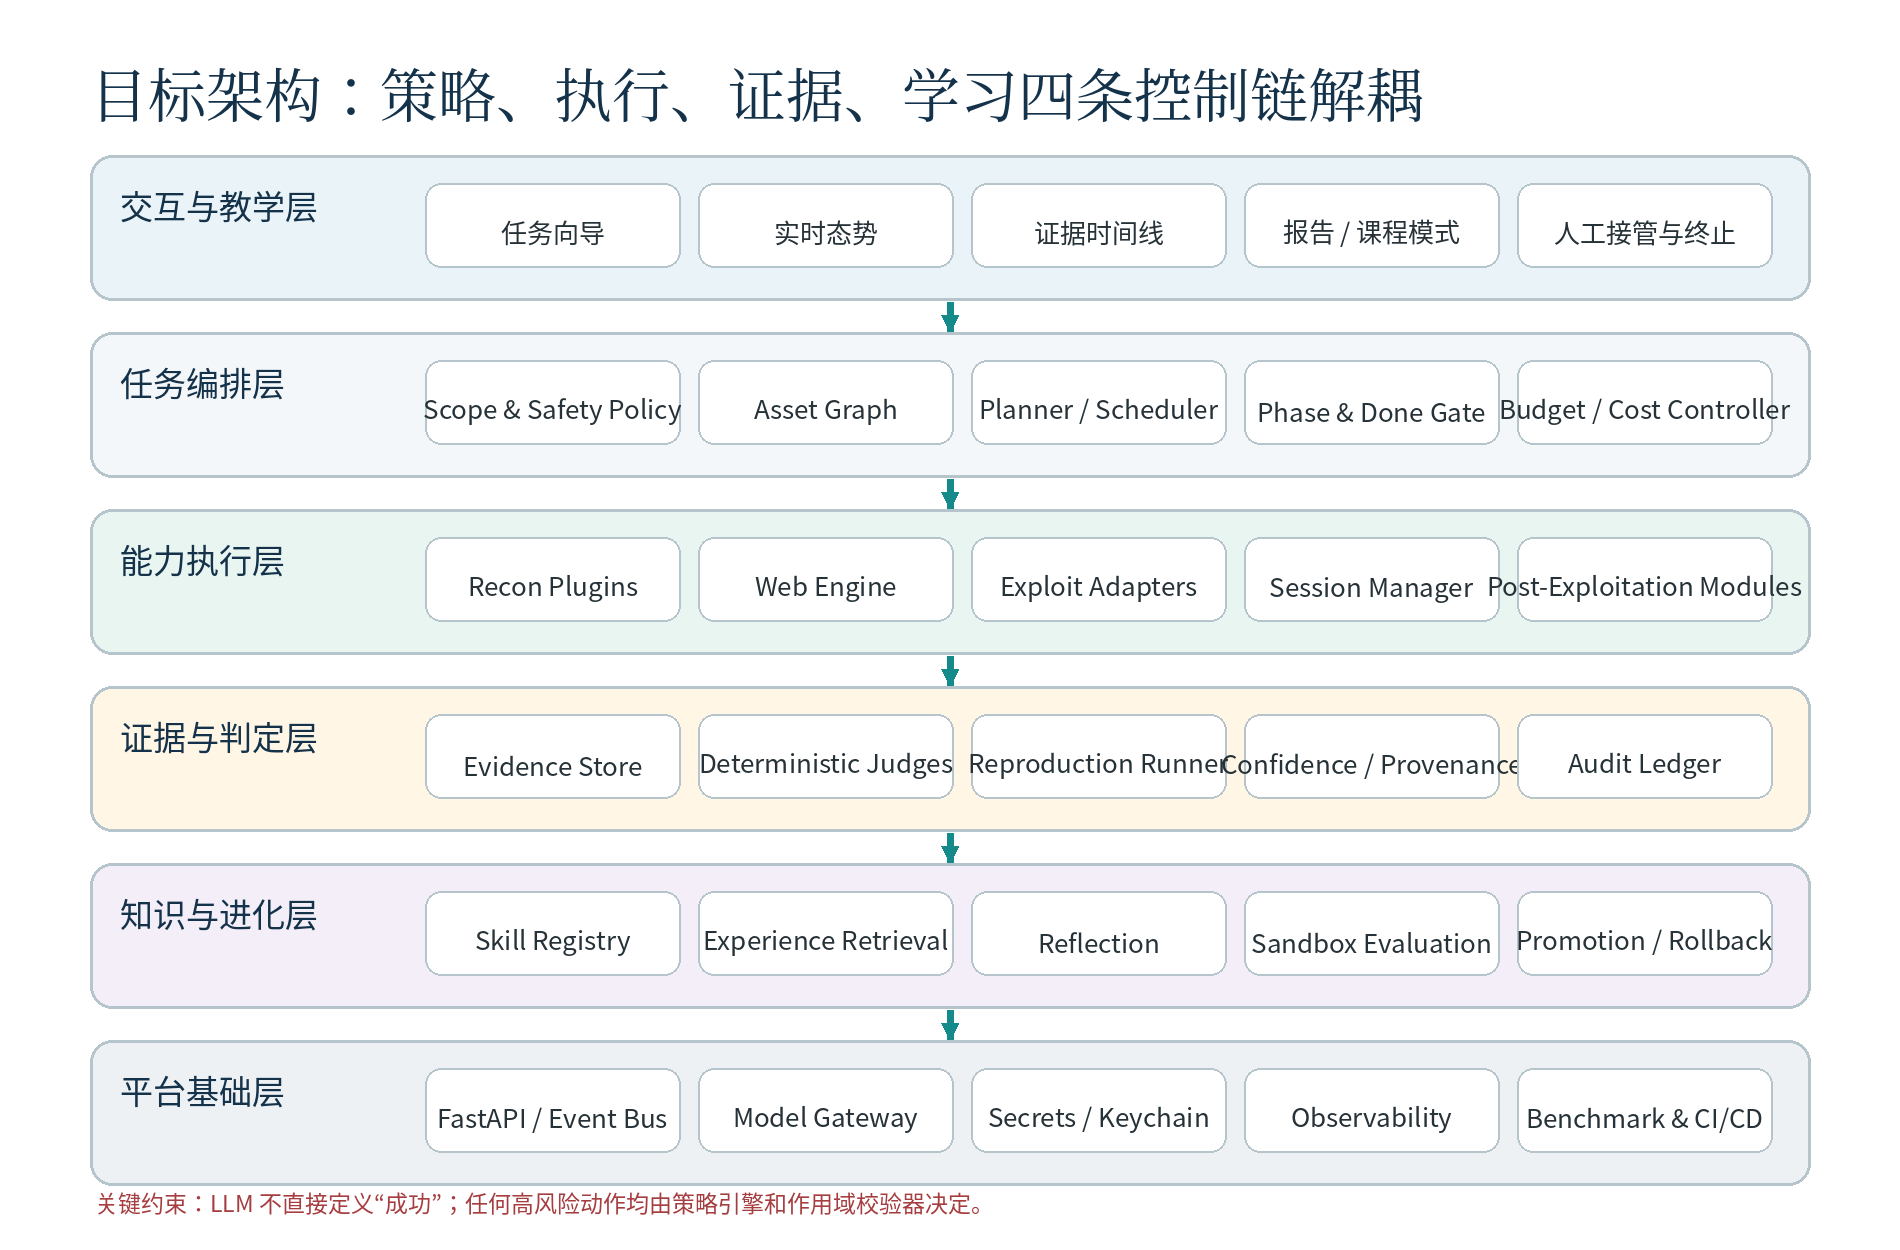 目标架构：策略、执行、证据、学习四条控制链解耦
交互与教学层
任务向导
实时态势
证据时间线
报告 / 课程模式
人工接管与终止
任务编排层
Scope & Safety Policy
Asset Graph
Planner / Scheduler
Phase & Done Gate
Budget / Cost Controller
能力执行层
Recon Plugins
Web Engine
Exploit Adapters
Session Manager
Post-Exploitation Modules
证据与判定层
Evidence Store
Deterministic Judges
Reproduction Runner
Confidence / Provenance
Audit Ledger
知识与进化层
Skill Registry
Experience Retrieval
Reflection
Sandbox Evaluation
Promotion / Rollback
平台基础层
FastAPI / Event Bus
Model Gateway
Secrets / Keychain
Observability
Benchmark & CI/CD
关键约束：LLM 不直接定义“成功”；任何高风险动作均由策略引擎和作用域校验器决定。